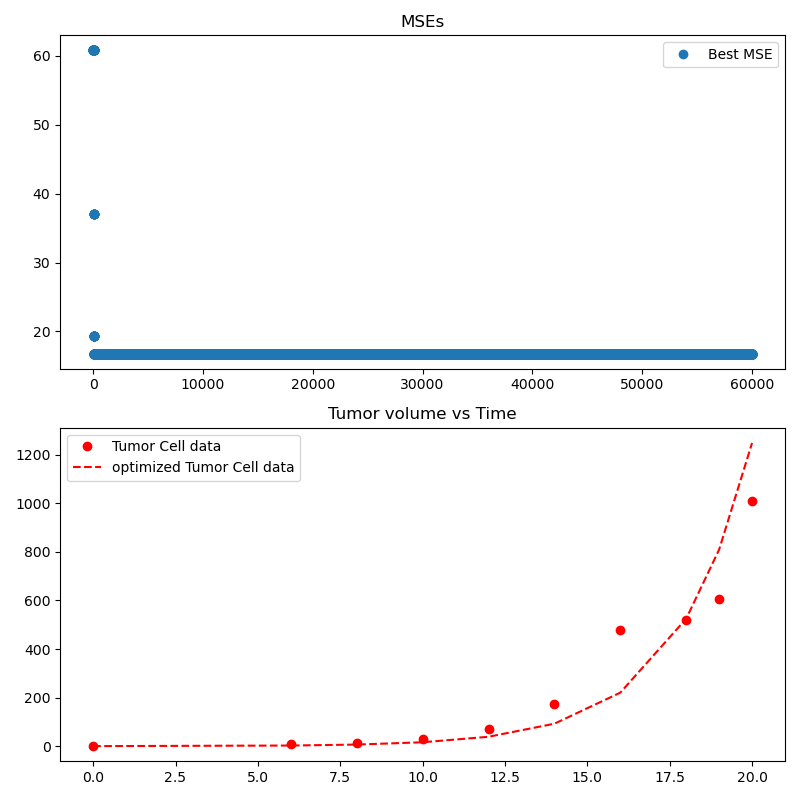 MSEs
60
50
40
30
20
Best MSE
0 10000 20000 30000 40000 50000 60000
Tumor volume vs Time
1200
1000
800
600
400
200
0
Tumor Cell data
optimized Tumor Cell data
0.0 2.5 5.0 7.5 10.0 12.5 15.0 17.5 20.0